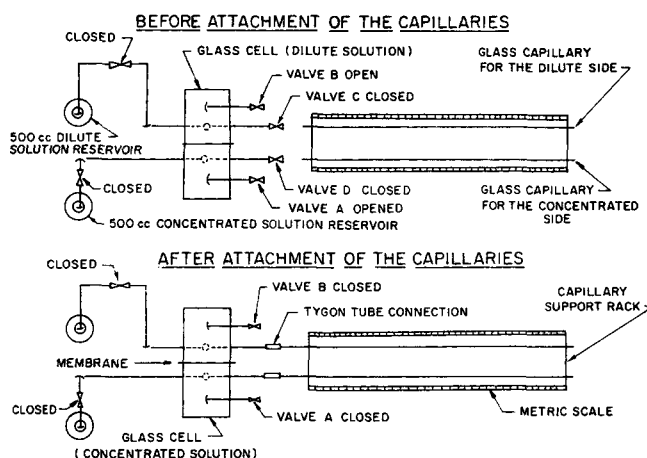 BEFORE ATTACHMENT OF THE CAPILLARIES
CLOSED
GLASS CELL (DILUTE SOLUTION)
VALVE B OPEN
VALVE C CLOSED
GLASS CAPILLARY
FOR THE DILUTE SIDE
500 cc DILUTE
SOLUTION RESERVOIR
CLOSED
VALVE D CLOSED
VALVE A OPENED
500 cc CONCENTRATED SOLUTION RESERVOIR
GLASS CAPILLARY
FOR THE CONCENTRATED
SIDE
AFTER ATTACHMENT OF THE CAPILLARIES
CLOSED
VALVE B CLOSED
TYGON TUBE CONNECTION
CAPILLARY
SUPPORT RACK
MEMBRANE
CLOSED
VALVE A CLOSED
METRIC SCALE
GLASS CELL
(CONCENTRATED SOLUTION)